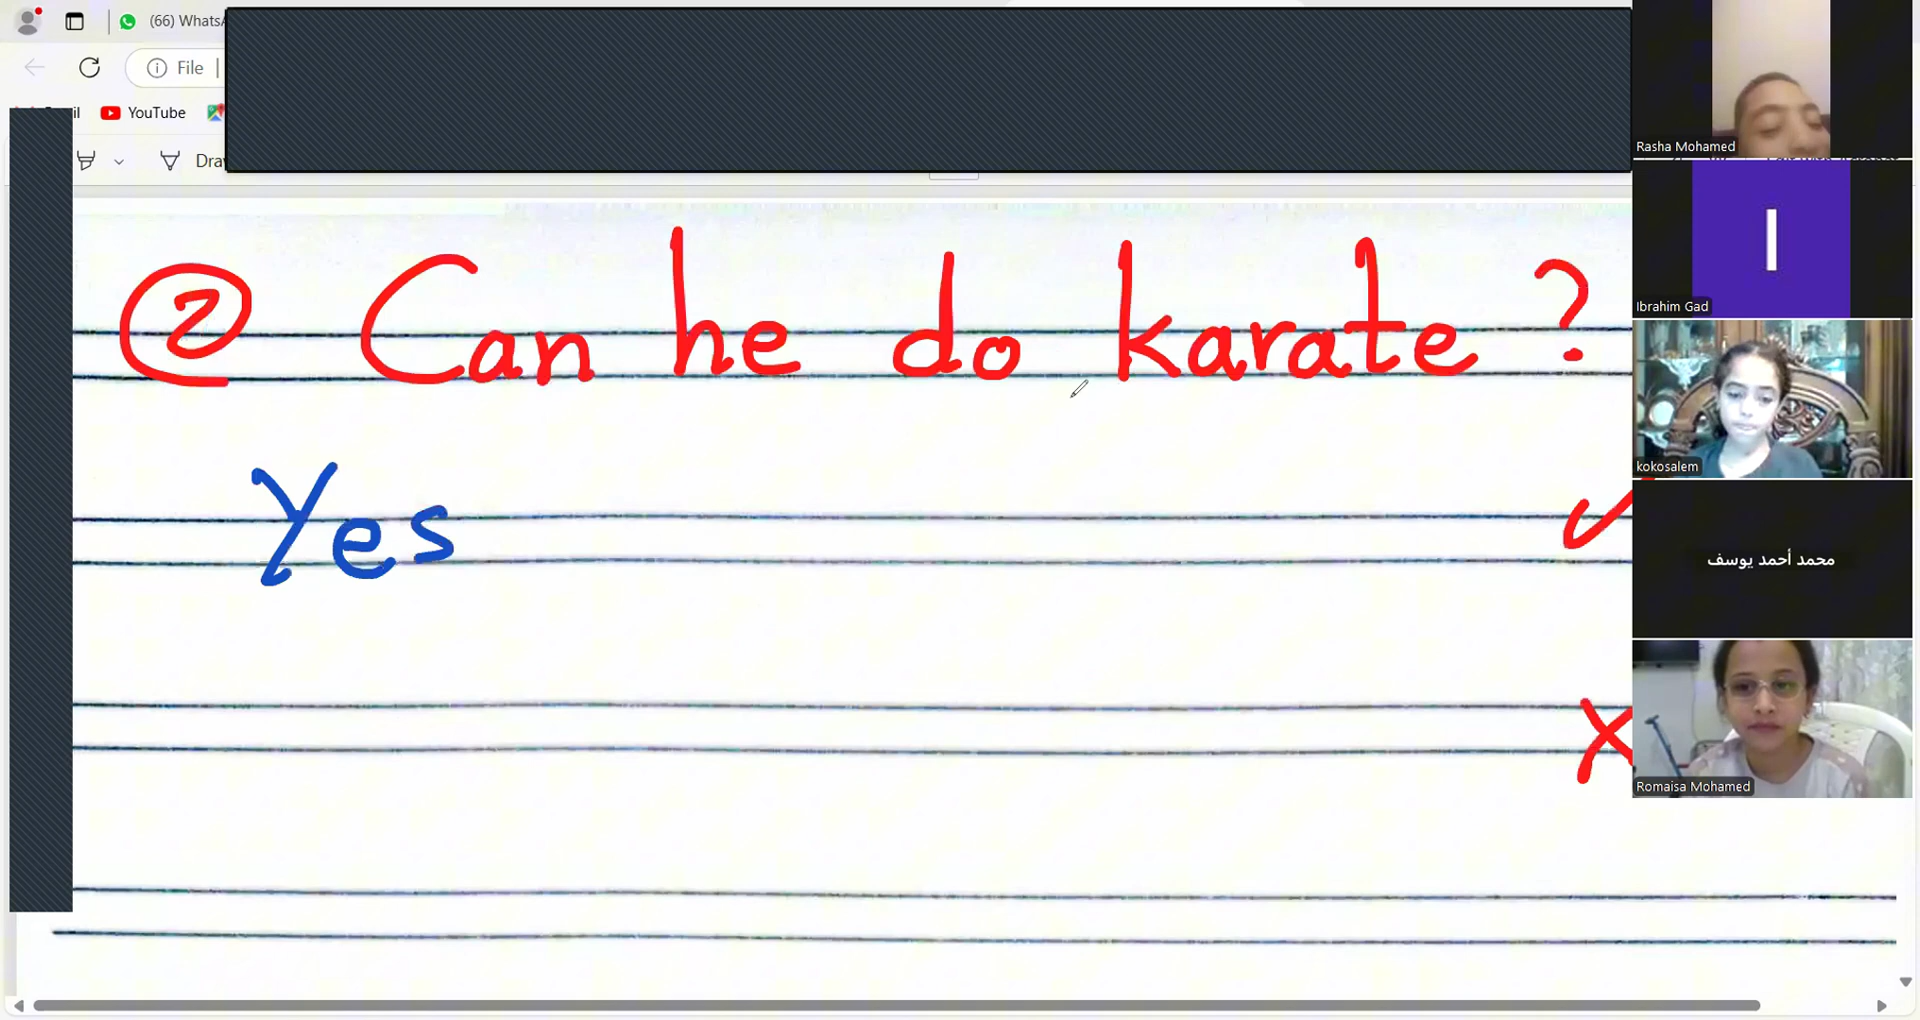 (66) Whats
File
YouTube
Dra
② Can he do karate ?
Yes
✓
X
Rasha Mohamed
Ibrahim Gad
I
kokosalem
محمد أحمد يوسف
Romaisa Mohamed